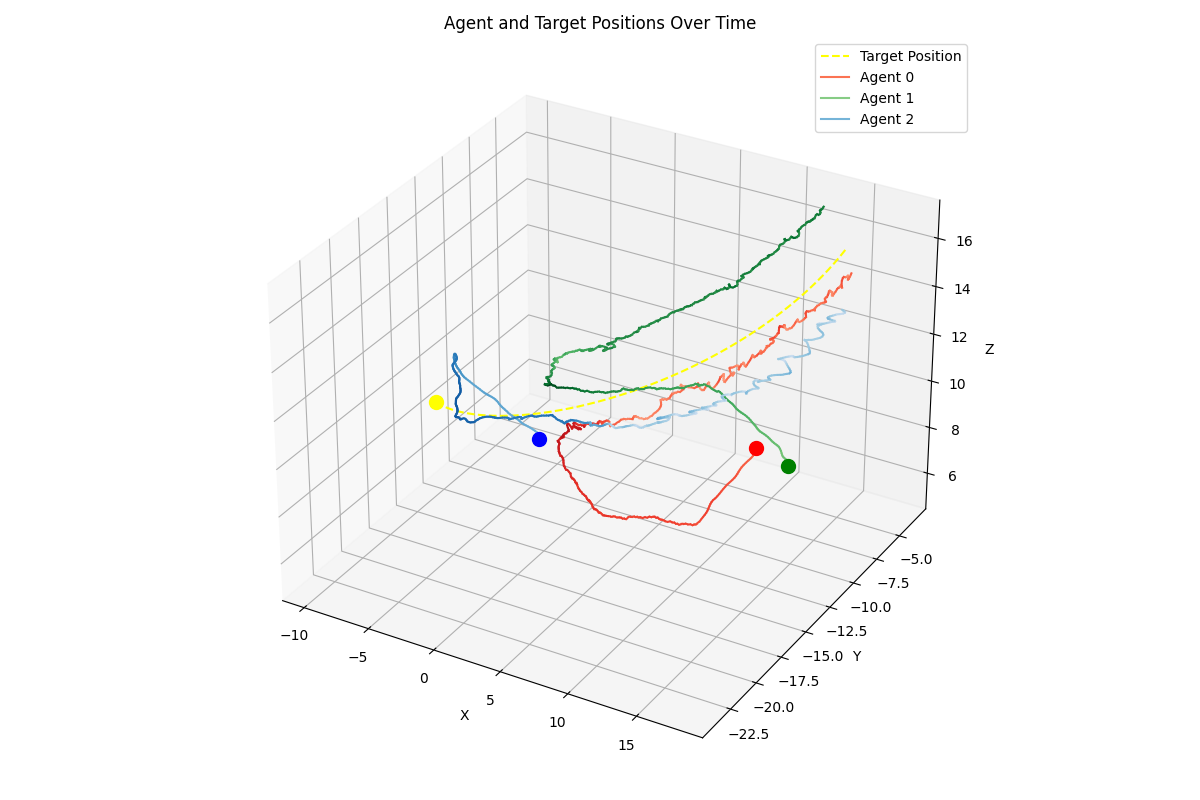 Agent and Target Positions Over Time
Target Position
Agent 0
Agent 1
Agent 2
16
14
12
10
8
6
Z
−5.0
−7.5
−10.0
−12.5
−15.0
−17.5
−20.0
−22.5
Y
−10
−5
0
5
10
15
X